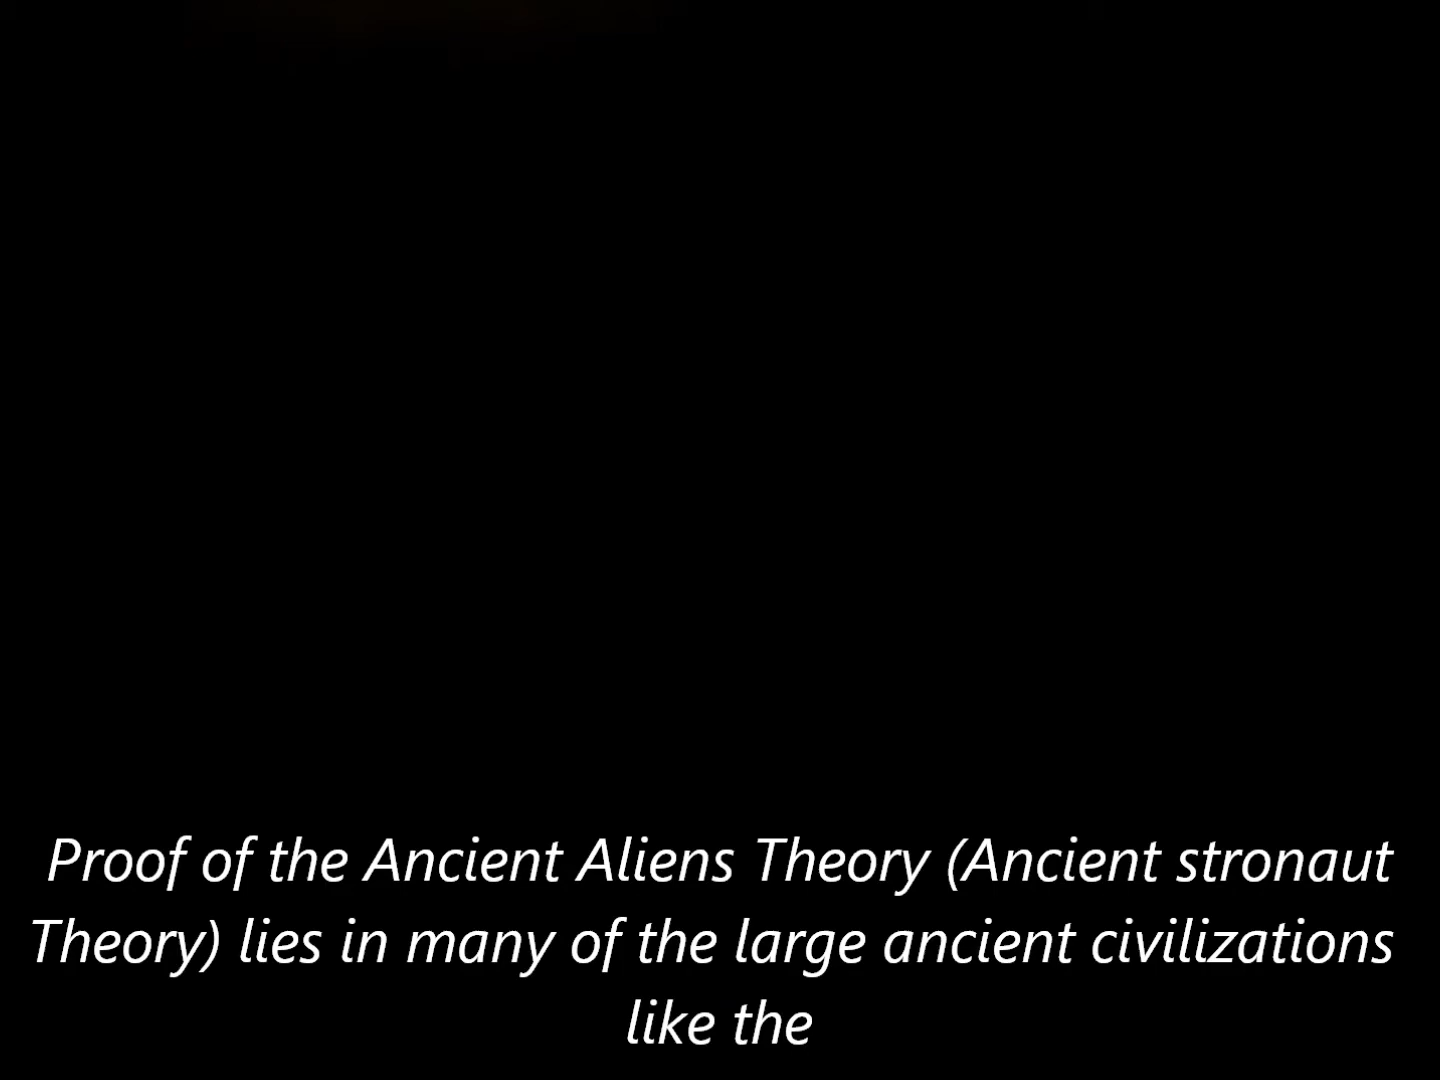 Proof of the Ancient Aliens Theory (Ancient stronaut
Theory) lies in many of the large ancient civilizations
like the